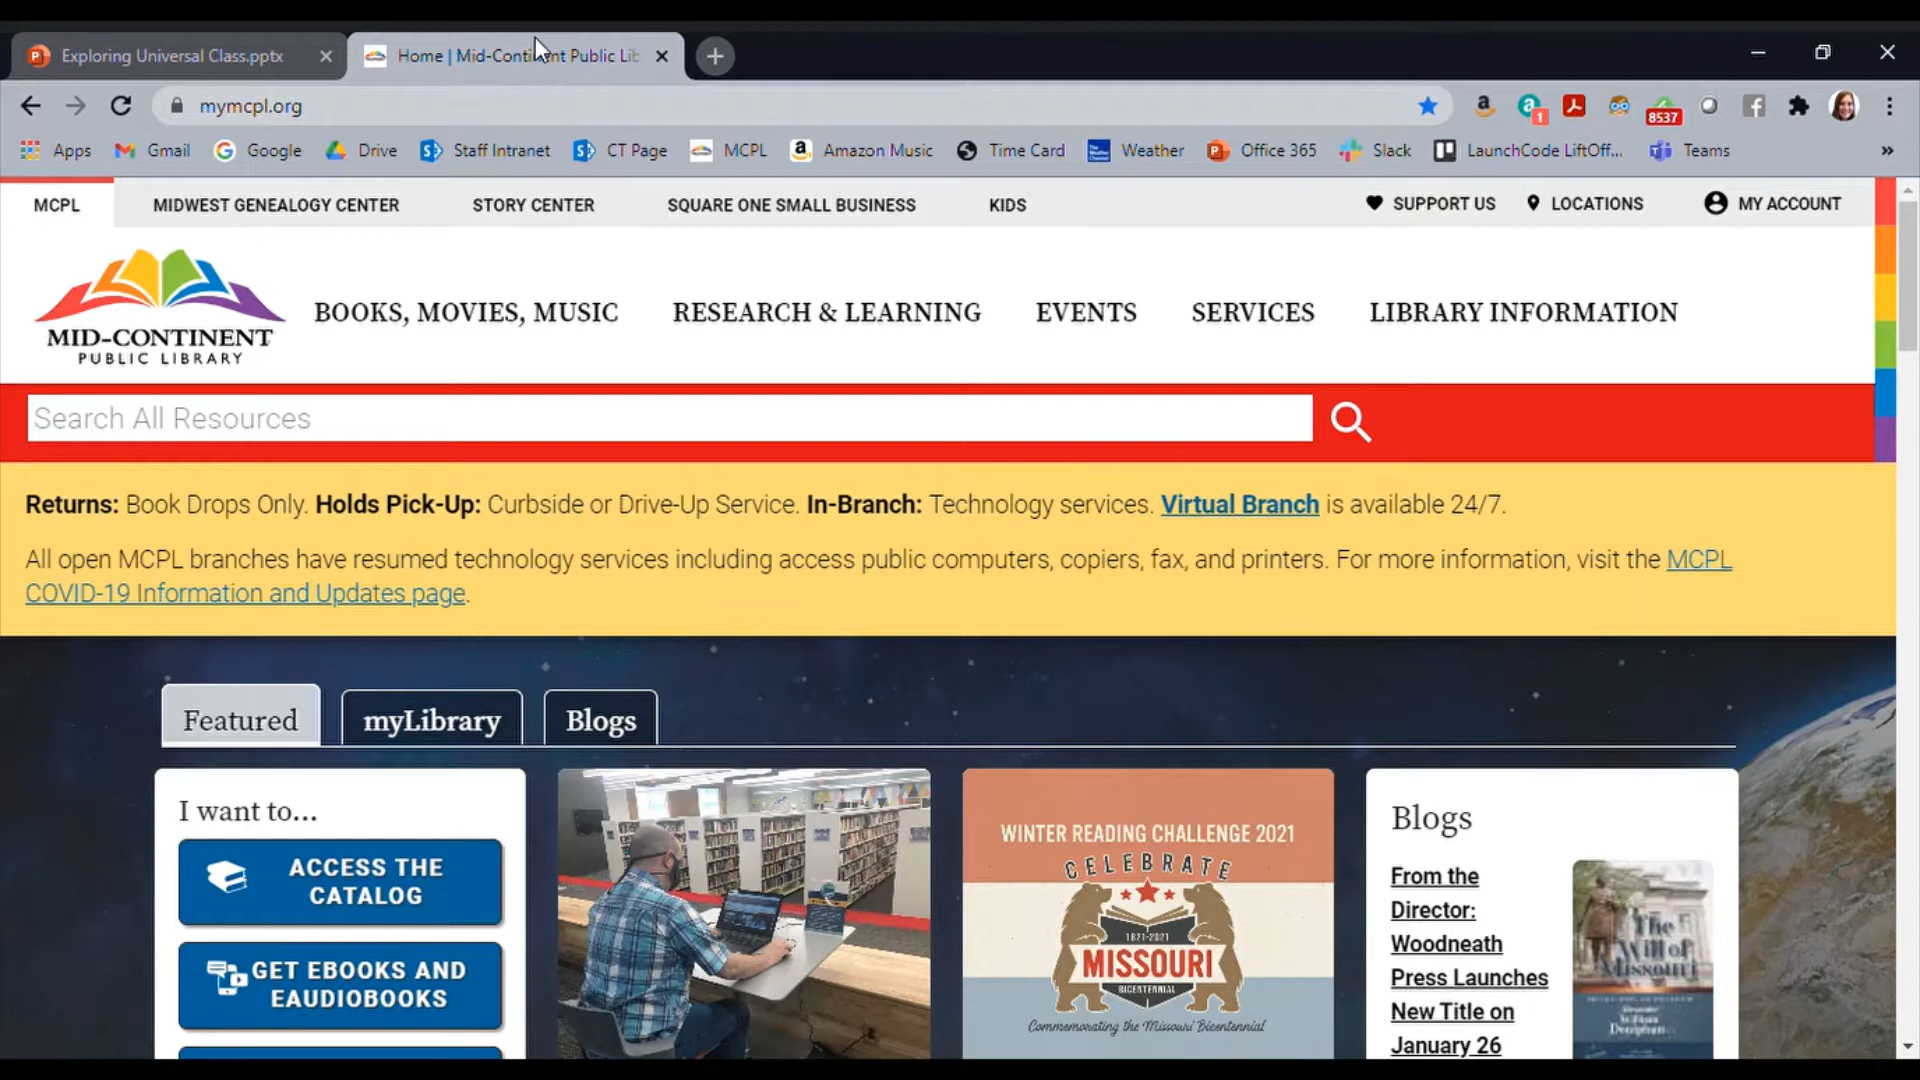 Exploring Universal Class.pptx
Home | Mid-Continent Public Lib
mymcpl.org
1
8537
Apps
Gmail
Google
Drive
Staff Intranet
CT Page
MCPL
Amazon Music
Time Card
Weather
Office 365
Slack
LaunchCode LiftOff...
Teams
»
MCPL
MIDWEST GENEALOGY CENTER
STORY CENTER
SQUARE ONE SMALL BUSINESS
KIDS
SUPPORT US
LOCATIONS
MY ACCOUNT
MID-CONTINENT
PUBLIC LIBRARY
BOOKS, MOVIES, MUSIC
RESEARCH & LEARNING
EVENTS
SERVICES
LIBRARY INFORMATION
Search All Resources
Returns: Book Drops Only. Holds Pick-Up: Curbside or Drive-Up Service. In-Branch: Technology services. Virtual Branch is available 24/7.
All open MCPL branches have resumed technology services including access public computers, copiers, fax, and printers. For more information, visit the MCPL
COVID-19 Information and Updates page.
Featured
myLibrary
Blogs
I want to...
ACCESS THE
CATALOG
GET EBOOKS AND
EAUDIOBOOKS
WINTER READING CHALLENGE 2021
CELEBRATE
1821-2021
MISSOURI
BICENTENNIAL
Commemorating the Missouri Bicentennial
Blogs
From the
Director:
Woodneath
Press Launches
New Title on
January 26
The
Will of
Missouri